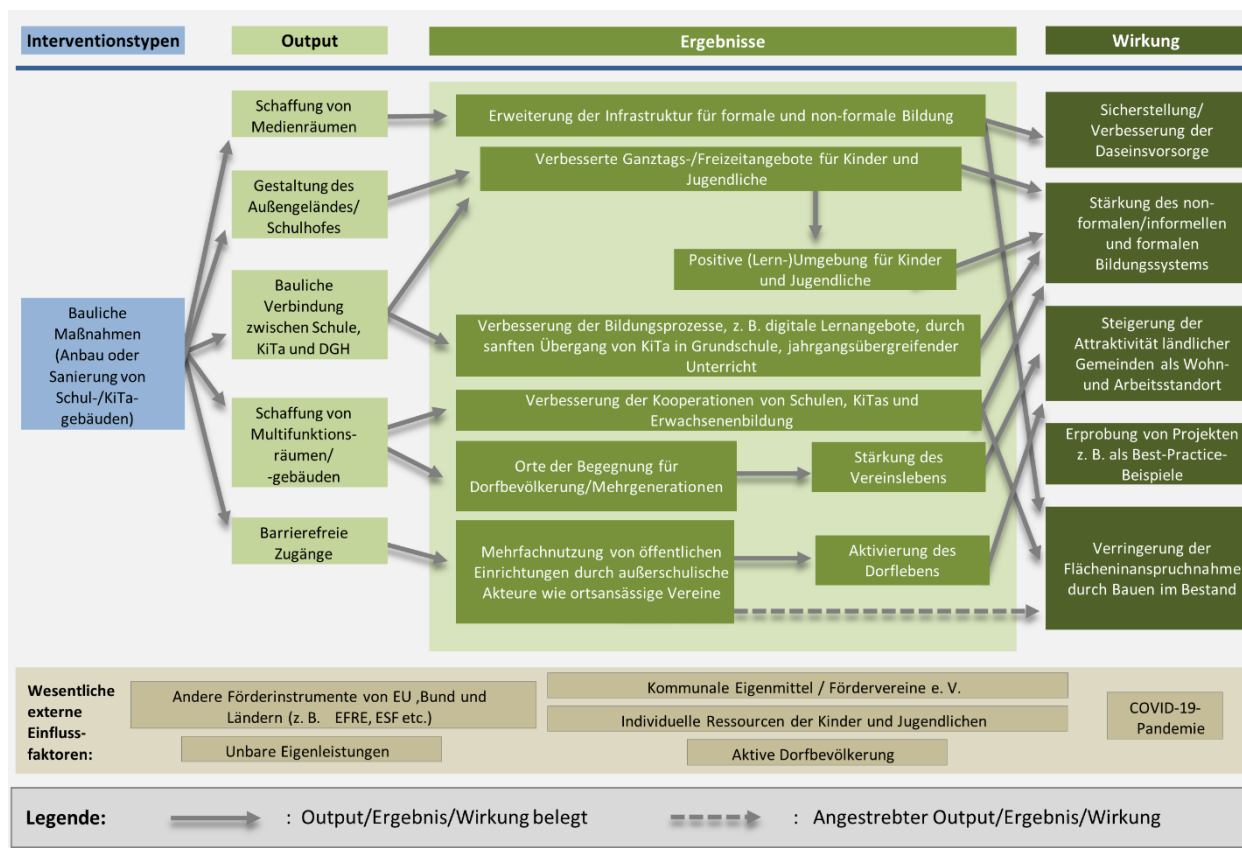 Interventionstypen
Output
Ergebnisse
Wirkung
Bauliche
Maßnahmen
(Anbau oder
Sanierung von
Schul-/KiTa-
gebäuden)
Schaffung von
Medienräumen
Gestaltung des
Außengeländes/
Schulhofes
Bauliche
Verbindung
zwischen Schule,
KiTa und DGH
Schaffung von
Multifunktions-
räumen/
-gebäuden
Barrierefreie
Zugänge
Erweiterung der Infrastruktur für formale und non-formale Bildung
Verbesserte Ganztags-/Freizeitangebote für Kinder und
Jugendliche
Positive (Lern-)Umgebung für Kinder
und Jugendliche
Verbesserung der Bildungsprozesse, z. B. digitale Lernangebote, durch
sanften Übergang von KiTa in Grundschule, jahrgangsübergreifender
Unterricht
Verbesserung der Kooperationen von Schulen, KiTas und
Erwachsenenbildung
Orte der Begegnung für
Dorfbevölkerung/Mehrgenerationen
Stärkung des
Vereinslebens
Mehrfachnutzung von öffentlichen
Einrichtungen durch außerschulische
Akteure wie ortsansässige Vereine
Aktivierung des
Dorflebens
Sicherstellung/
Verbesserung der
Daseinsvorsorge
Stärkung des non-
formalen/informellen
und formalen
Bildungssystems
Steigerung der
Attraktivität ländlicher
Gemeinden als Wohn-
und Arbeitsstandort
Erprobung von Projekten
z. B. als Best-Practice-
Beispiele
Verringerung der
Flächeninanspruchnahme
durch Bauen im Bestand
Wesentliche
externe
Einfluss-
faktoren:
Andere Förderinstrumente von EU ,Bund und
Ländern (z. B. EFRE, ESF etc.)
Unbare Eigenleistungen
Kommunale Eigenmittel / Fördervereine e. V.
Individuelle Ressourcen der Kinder und Jugendlichen
Aktive Dorfbevölkerung
COVID-19-
Pandemie
Legende:
: Output/Ergebnis/Wirkung belegt
: Angestrebter Output/Ergebnis/Wirkung